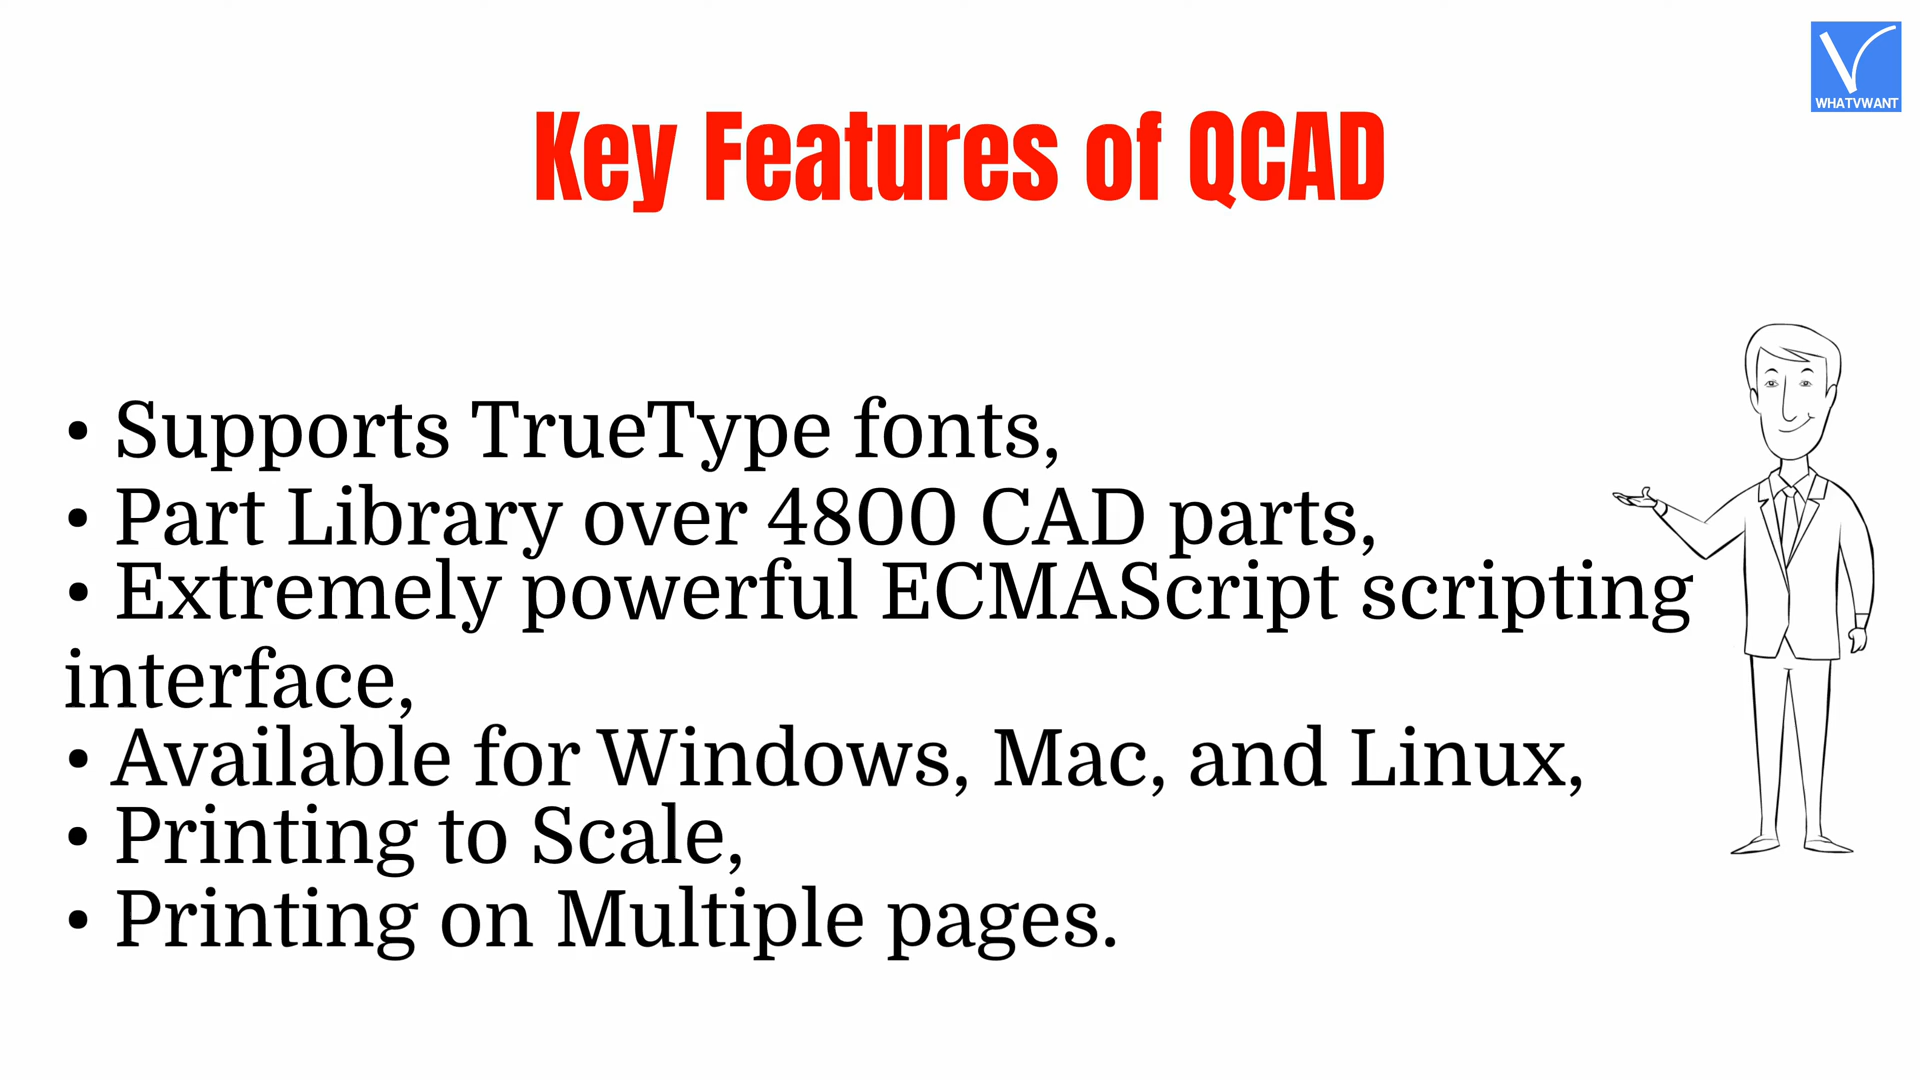 WHATVWANT
Key Features of QCAD
• Supports TrueType fonts,
• Part Library over 4800 CAD parts,
• Extremely powerful ECMAScript scripting
interface,
• Available for Windows, Mac, and Linux,
• Printing to Scale,
• Printing on Multiple pages.